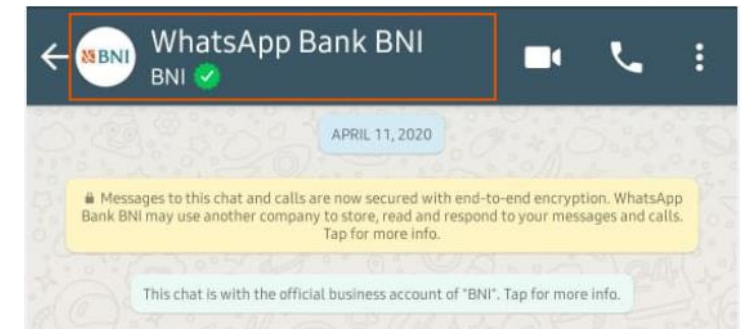 BNI
WhatsApp Bank BNI
BNI
APRIL 11, 2020
Messages to this chat and calls are now secured with end-to-end encryption. WhatsApp
Bank BNI may use another company to store, read and respond to your messages and calls.
Tap for more info.
This chat is with the official business account of "BNI". Tap for more info.